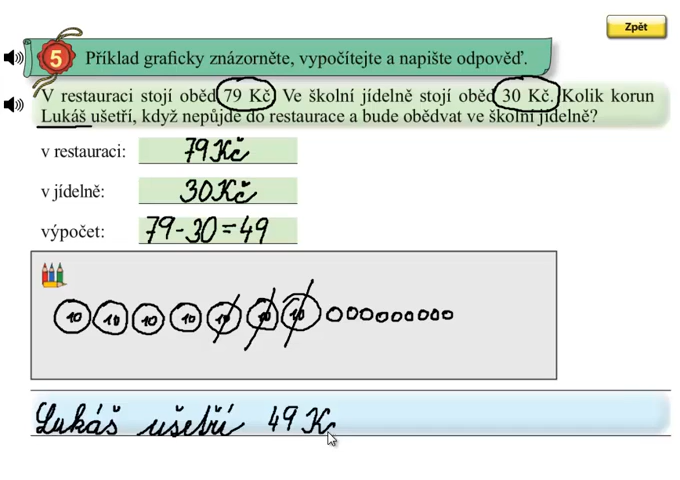 Zpět
5 Příklad graficky znázorněte, vypočítejte a napište odpověď.
V restauraci stojí oběd 79 Kč. Ve školní jídelně stojí oběd 30 Kč. Kolik korun
Lukáš ušetří, když nepůjde do restaurace a bude obědvat ve školní jídelně?
v restauraci: 79 Kč
v jídelně: 30 Kč
výpočet: 79-30=49
10 10 10 10 10 10 10
Lukáš ušetří 49 K